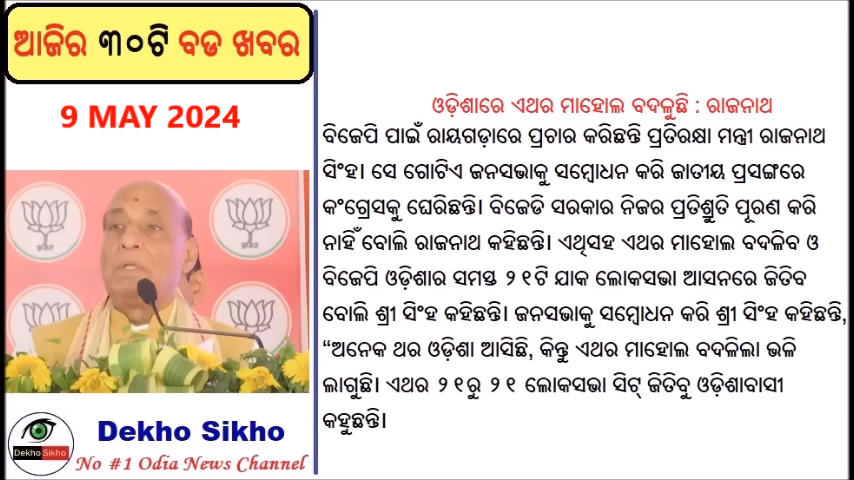 ଆଜିର ୩୦ଟି ବଡ ଖବର
9 MAY 2024
ଓଡ଼ିଶାରେ ଏଥର ମାହୋଲ ବଦଳୁଛି : ରାଜନାଥ
ବିଜେପି ପାଇଁ ରାୟଗଡ଼ାରେ ପ୍ରଚାର କରିଛନ୍ତି ପ୍ରତିରକ୍ଷା ମନ୍ତ୍ରୀ ରାଜନାଥ
ସିଂହ। ସେ ଗୋଟିଏ ଜନସଭାକୁ ସମ୍ବୋଧନ କରି ଜାତୀୟ ପ୍ରସଙ୍ଗରେ
କଂଗ୍ରେସକୁ ଘେରିଛନ୍ତି। ବିଜେଡି ସରକାର ନିଜର ପ୍ରତିଶ୍ରୁତି ପୂରଣ କରି
ନାହିଁ ବୋଲି ରାଜନାଥ କହିଛନ୍ତି। ଏଥିସହ ଏଥର ମାହୋଲ ବଦଳିବ ଓ
ବିଜେପି ଓଡ଼ିଶାର ସମସ୍ତ ୨୧ଟି ଯାକ ଲୋକସଭା ଆସନରେ ଜିତିବ
ବୋଲି ଶ୍ରୀ ସିଂହ କହିଛନ୍ତି। ଜନସଭାକୁ ସମ୍ବୋଧନ କରି ଶ୍ରୀ ସିଂହ କହିଛନ୍ତି,
“ଅନେକ ଥର ଓଡ଼ିଶା ଆସିଛି, କିନ୍ତୁ ଏଥର ମାହୋଲ ବଦଳିଲା ଭଳି
ଲାଗୁଛି। ଏଥର ୨୧ରୁ ୨୧ ଲୋକସଭା ସିଟ୍ ଜିତିବୁ ଓଡ଼ିଶାବାସୀ
କହୁଛନ୍ତି।
Dekho Sikho
Dekho Sikho
No #1 Odia News Channel